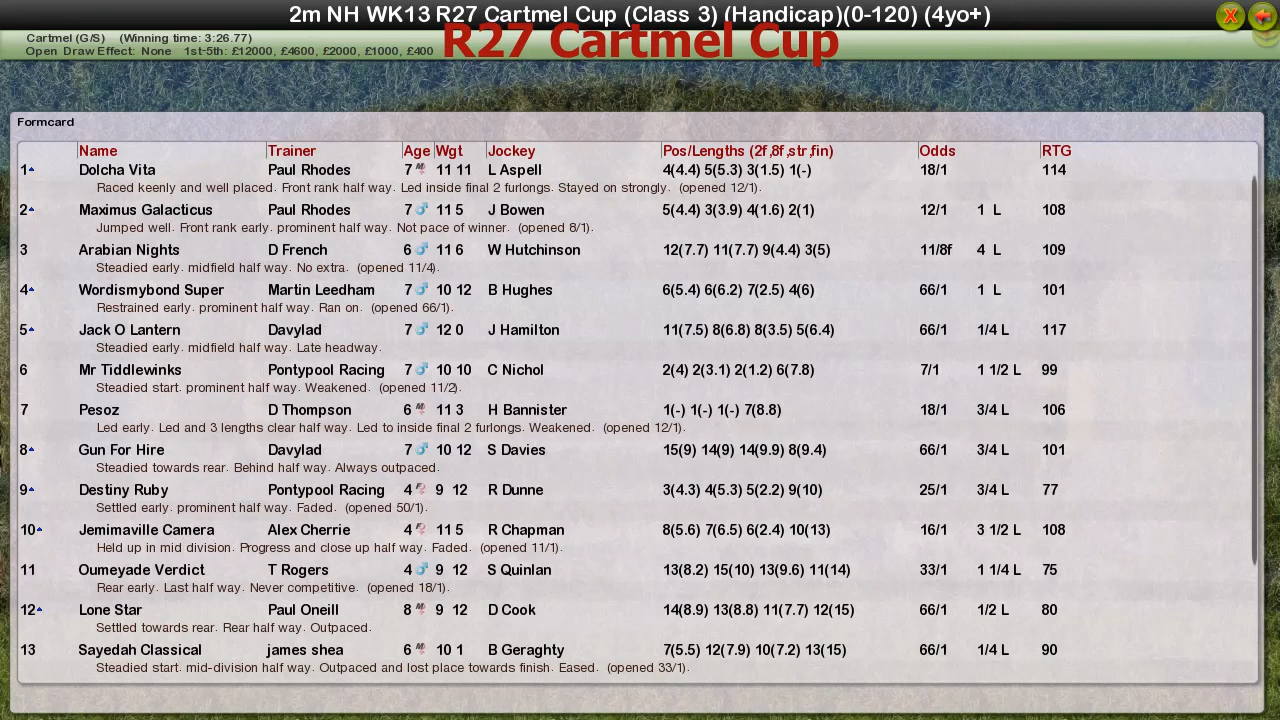 2m NH WK13 R27 Cartmel Cup (Class 3) (Handicap)(0-120) (4yo+)
Cartmel (G/S) (Winning time: 3:26.77)
Open Draw Effect: None 1st-5th: £12000, £4600, £2000, £1000, £400
R27 Cartmel Cup
Formcard
Name Trainer Age Wgt Jockey Pos/Lengths (2f,8f,str,fin) Odds RTG
1 Dolcha Vita Paul Rhodes 7 11 11 L Aspell 4(4.4) 5(5.3) 3(1.5) 1(-) 18/1 114
Raced keenly and well placed. Front rank half way. Led inside final 2 furlongs. Stayed on strongly. (opened 12/1).
2 Maximus Galacticus Paul Rhodes 7 11 5 J Bowen 5(4.4) 3(3.9) 4(1.6) 2(1) 12/1 1 L 108
Jumped well. Front rank early. prominent half way. Not pace of winner. (opened 8/1).
3 Arabian Nights D French 6 11 6 W Hutchinson 12(7.7) 11(7.7) 9(4.4) 3(5) 11/8f 4 L 109
Steadied early. midfield half way. No extra. (opened 11/4).
4 Wordismybond Super Martin Leedham 7 10 12 B Hughes 6(5.4) 6(6.2) 7(2.5) 4(6) 66/1 1 L 101
Restrained early. prominent half way. Ran on. (opened 66/1).
5 Jack O Lantern Davylad 7 12 0 J Hamilton 11(7.5) 8(6.8) 8(3.5) 5(6.4) 66/1 1/4 L 117
Steadied early. midfield half way. Late headway.
6 Mr Tiddlewinks Pontypool Racing 7 10 10 C Nichol 2(4) 2(3.1) 2(1.2) 6(7.8) 7/1 1 1/2 L 99
Steadied start. prominent half way. Weakened. (opened 11/2).
7 Pesoz D Thompson 6 11 3 H Bannister 1(-) 1(-) 1(-) 7(8.8) 18/1 3/4 L 106
Led early. Led and 3 lengths clear half way. Led to inside final 2 furlongs. Weakened. (opened 12/1).
8 Gun For Hire Davylad 7 10 12 S Davies 15(9) 14(9) 14(9.9) 8(9.4) 66/1 3/4 L 101
Steadied towards rear. Behind half way. Always outpaced.
9 Destiny Ruby Pontypool Racing 4 9 12 R Dunne 3(4.3) 4(5.3) 5(2.2) 9(10) 25/1 3/4 L 77
Settled early. prominent half way. Faded. (opened 50/1).
10 Jemimaville Camera Alex Cherrie 4 11 5 R Chapman 8(5.6) 7(6.5) 6(2.4) 10(13) 16/1 3 1/2 L 108
Held up in mid division. Progress and close up half way. Faded. (opened 11/1).
11 Oumeyade Verdict T Rogers 4 9 12 S Quinlan 13(8.2) 15(10) 13(9.6) 11(14) 33/1 1 1/4 L 75
Rear early. Last half way. Never competitive. (opened 18/1).
12 Lone Star Paul Oneill 8 9 12 D Cook 14(8.9) 13(8.8) 11(7.7) 12(15) 66/1 1/2 L 80
Settled towards rear. Rear half way. Outpaced.
13 Sayedah Classical james shea 6 10 1 B Geraghty 7(5.5) 12(7.9) 10(7.2) 13(15) 66/1 1/4 L 90
Steadied start. mid-division half way. Outpaced and lost place towards finish. Eased. (opened 33/1).